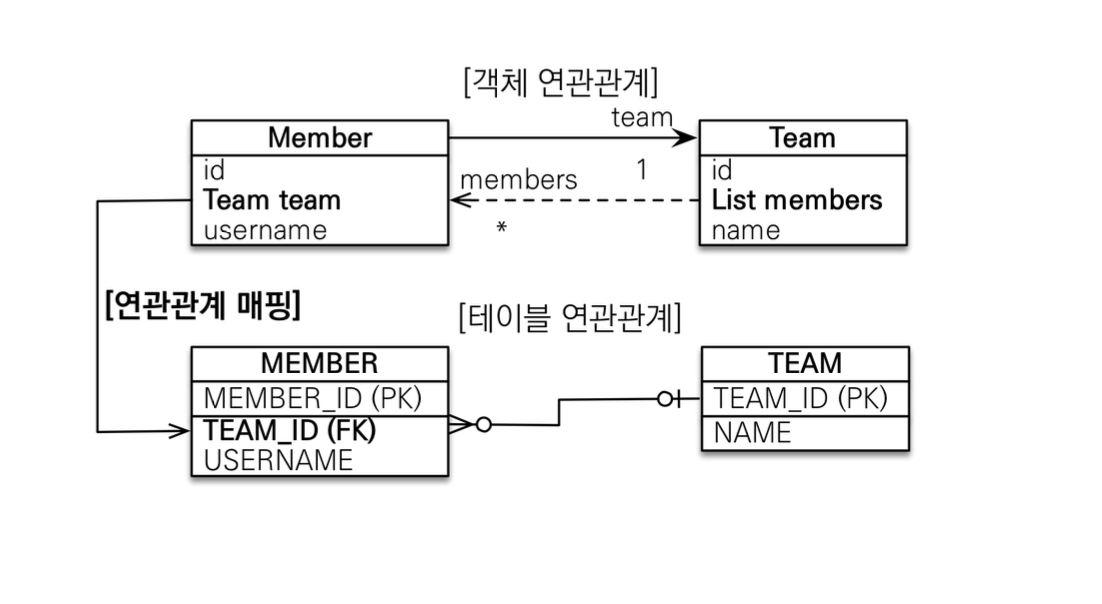 [객체 연관관계]
team
Member
Team
id
Team team
username
members
1
*
id
List members
name
[연관관계 매핑]
[테이블 연관관계]
MEMBER
MEMBER_ID (PK)
TEAM_ID (FK)
USERNAME
TEAM
TEAM_ID (PK)
NAME